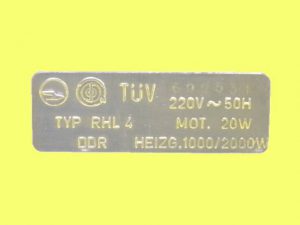 TÜV
220V~50H
TYP RHL 4 MOT. 20W
DDR HEIZG.1000/2000W